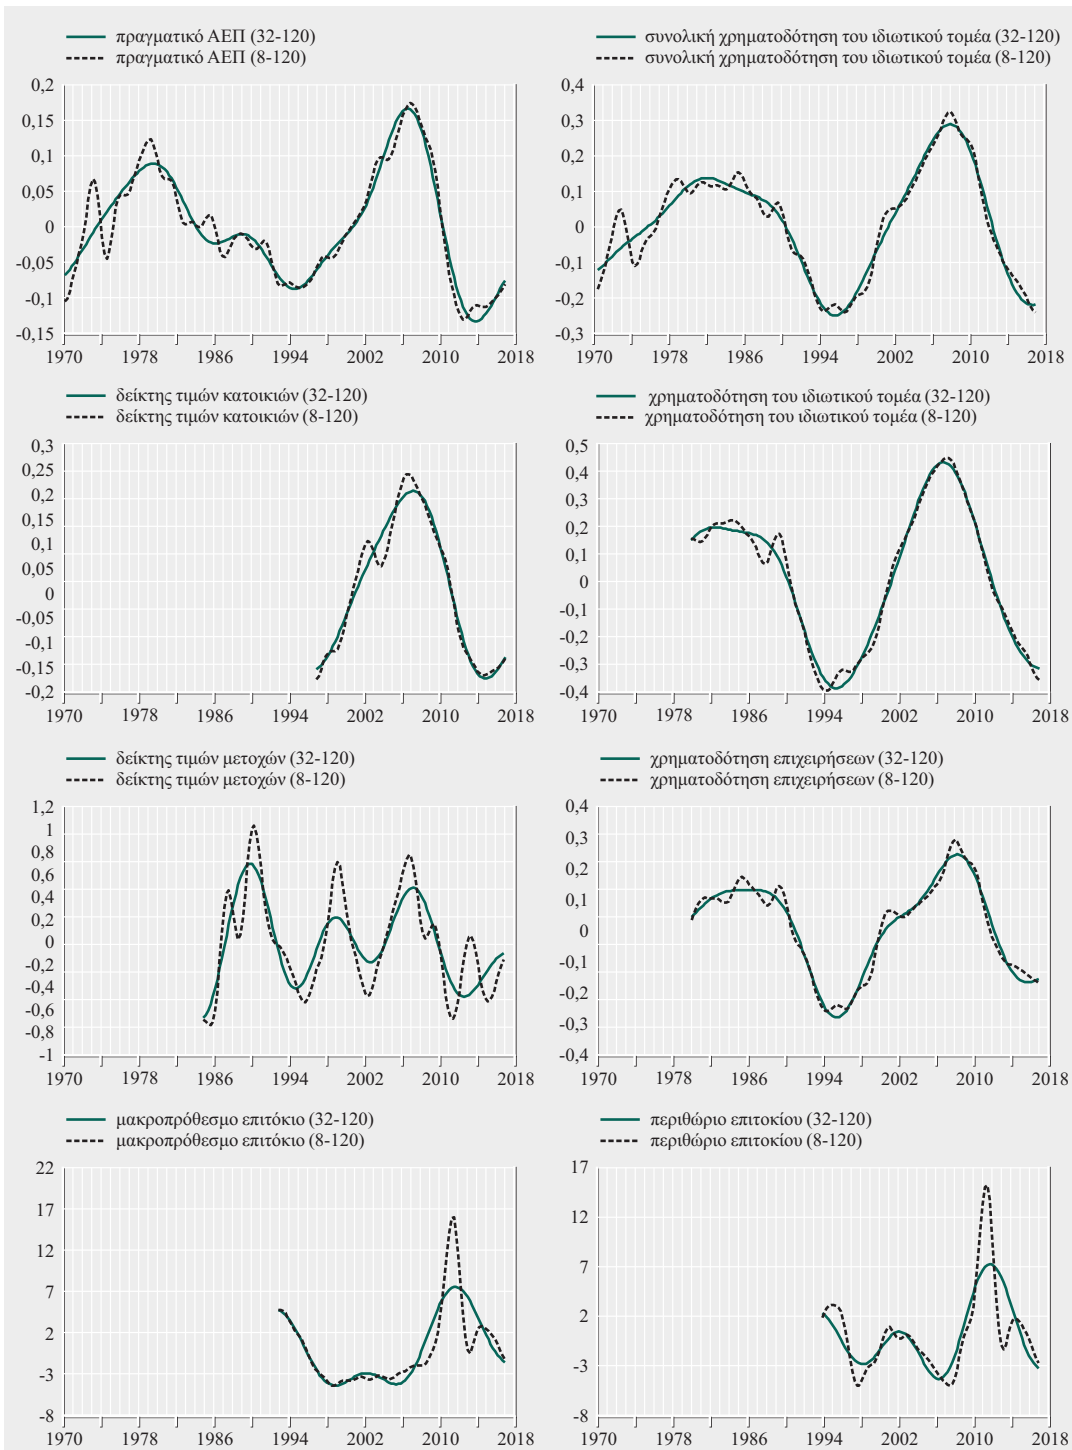 πραγματικό ΑΕΠ (32-120)
πραγματικό ΑΕΠ (8-120)
0,2
0,15
0,1
0,05
0
-0,05
-0,1
-0,15
1970 1978 1986 1994 2002 2010 2018
συνολική χρηματοδότηση του ιδιωτικού τομέα (32-120)
συνολική χρηματοδότηση του ιδιωτικού τομέα (8-120)
0,4
0,3
0,2
0,1
0
-0,1
-0,2
-0,3
1970 1978 1986 1994 2002 2010 2018
δείκτης τιμών κατοικιών (32-120)
δείκτης τιμών κατοικιών (8-120)
0,3
0,25
0,2
0,15
0,1
0,05
0
-0,05
-0,1
-0,15
-0,2
1970 1978 1986 1994 2002 2010 2018
χρηματοδότηση του ιδιωτικού τομέα (32-120)
χρηματοδότηση του ιδιωτικού τομέα (8-120)
0,5
0,4
0,3
0,2
0,1
0
-0,1
-0,2
-0,3
-0,4
1970 1978 1986 1994 2002 2010 2018
δείκτης τιμών μετοχών (32-120)
δείκτης τιμών μετοχών (8-120)
1,2
1
0,8
0,6
0,4
0,2
0
-0,2
-0,4
-0,6
-0,8
-1
1970 1978 1986 1994 2002 2010 2018
χρηματοδότηση επιχειρήσεων (32-120)
χρηματοδότηση επιχειρήσεων (8-120)
0,4
0,3
0,2
0,1
0
-0,1
-0,2
-0,3
-0,4
1970 1978 1986 1994 2002 2010 2018
μακροπρόθεσμο επιτόκιο (32-120)
μακροπρόθεσμο επιτόκιο (8-120)
22
17
12
7
2
-3
-8
1970 1978 1986 1994 2002 2010 2018
περιθώριο επιτοκίου (32-120)
περιθώριο επιτοκίου (8-120)
17
12
7
2
-3
-8
1970 1978 1986 1994 2002 2010 2018